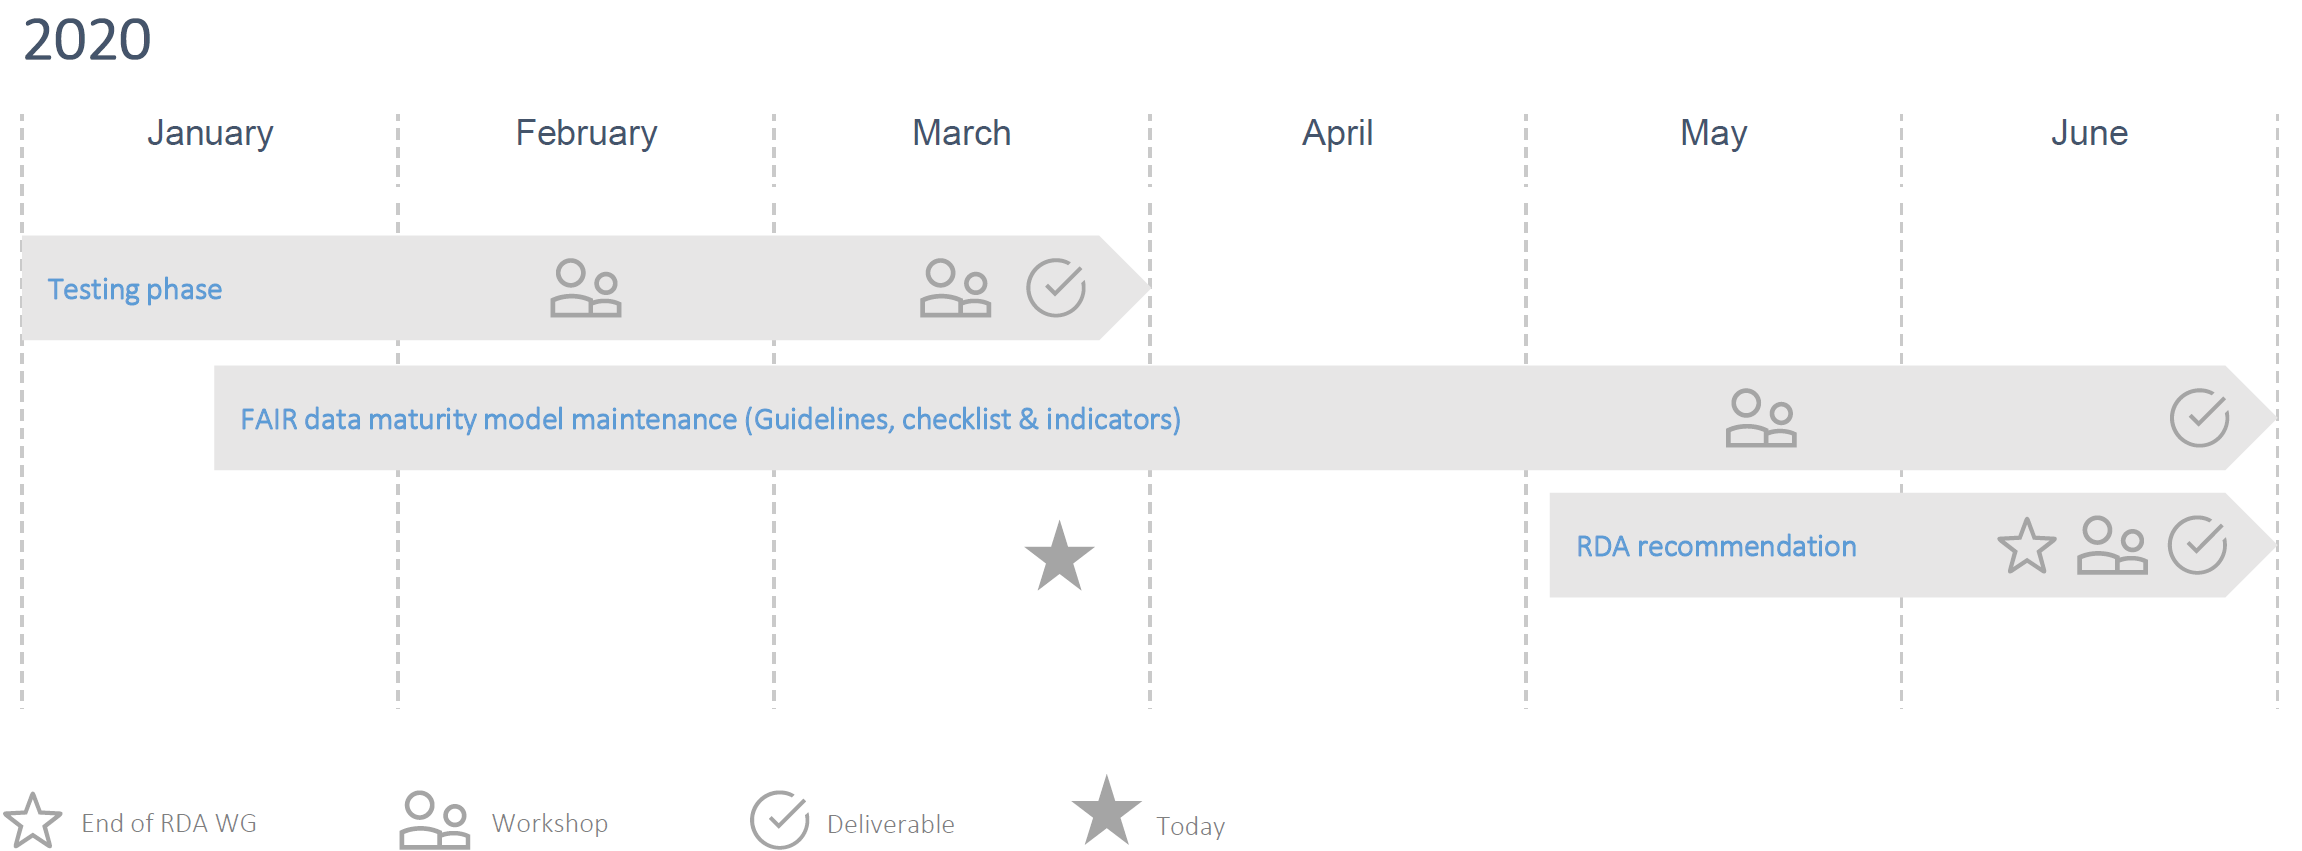 2020
January
February
March
April
May
June
Testing phase
FAIR data maturity model maintenance (Guidelines, checklist & indicators)
RDA recommendation
End of RDA WG
Workshop
Deliverable
Today